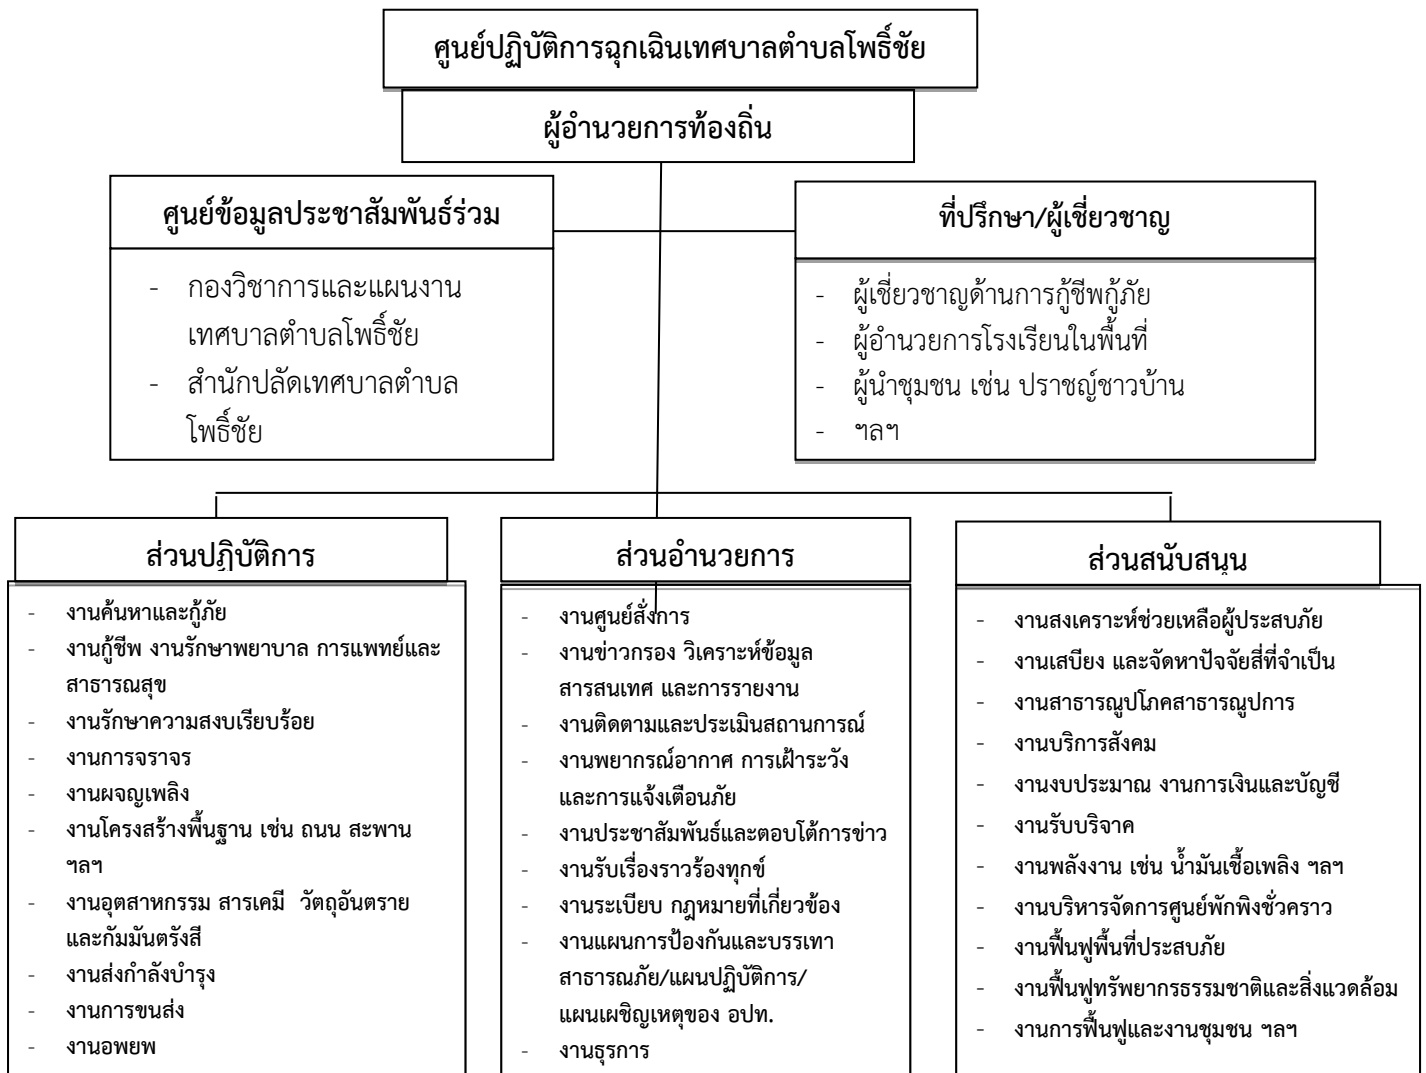 ศูนย์ปฏิบัติการฉุกเฉินเทศบาลตำบลโพธิ์ชัย
ผู้อำนวยการท้องถิ่น
ศูนย์ข้อมูลประชาสัมพันธ์ร่วม
- กองวิชาการและแผนงาน
เทศบาลตำบลโพธิ์ชัย
- สำนักปลัดเทศบาลตำบล
โพธิ์ชัย
ที่ปรึกษา/ผู้เชี่ยวชาญ
- ผู้เชี่ยวชาญด้านการกู้ชีพกู้ภัย
- ผู้อำนวยการโรงเรียนในพื้นที่
- ผู้นำชุมชน เช่น ปราชญ์ชาวบ้าน
- ฯลฯ
ส่วนปฏิบัติการ
- งานค้นหาและกู้ภัย
- งานกู้ชีพ งานรักษาพยาบาล การแพทย์และ
สาธารณสุข
- งานรักษาความสงบเรียบร้อย
- งานการจราจร
- งานผจญเพลิง
- งานโครงสร้างพื้นฐาน เช่น ถนน สะพาน
ฯลฯ
- งานอุตสาหกรรม สารเคมี วัตถุอันตราย
และกัมมันตรังสี
- งานส่งกำลังบำรุง
- งานการขนส่ง
- งานอพยพ
ส่วนอำนวยการ
- งานศูนย์สั่งการ
- งานข่าวกรอง วิเคราะห์ข้อมูล
สารสนเทศ และการรายงาน
- งานติดตามและประเมินสถานการณ์
- งานพยากรณ์อากาศ การเฝ้าระวัง
และการแจ้งเตือนภัย
- งานประชาสัมพันธ์และตอบโต้การข่าว
- งานรับเรื่องราวร้องทุกข์
- งานระเบียบ กฎหมายที่เกี่ยวข้อง
- งานแผนการป้องกันและบรรเทา
สาธารณภัย/แผนปฏิบัติการ/
แผนเผชิญเหตุของ อปท.
- งานธุรการ
ส่วนสนับสนุน
- งานสงเคราะห์ช่วยเหลือผู้ประสบภัย
- งานเสบียง และจัดหาปัจจัยสี่ที่จำเป็น
- งานสาธารณูปโภคสาธารณูปการ
- งานบริการสังคม
- งานงบประมาณ งานการเงินและบัญชี
- งานรับบริจาค
- งานพลังงาน เช่น น้ำมันเชื้อเพลิง ฯลฯ
- งานบริหารจัดการศูนย์พักพิงชั่วคราว
- งานฟื้นฟูพื้นที่ประสบภัย
- งานฟื้นฟูทรัพยากรธรรมชาติและสิ่งแวดล้อม
- งานการฟื้นฟูและงานชุมชน ฯลฯ